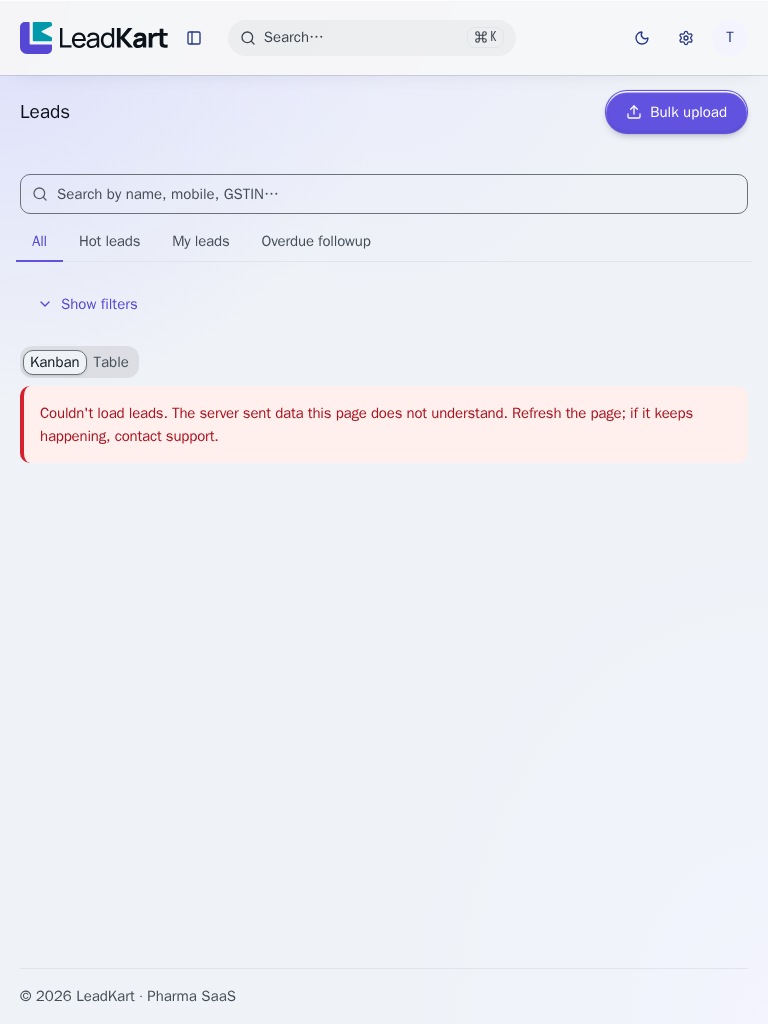 LeadKart
Search…
⌘K
T
Leads
Bulk upload
Search by name, mobile, GSTIN…
All
Hot leads
My leads
Overdue followup
Show filters
Kanban
Table
Couldn't load leads. The server sent data this page does not understand. Refresh the page; if it keeps
happening, contact support.
© 2026 LeadKart · Pharma SaaS